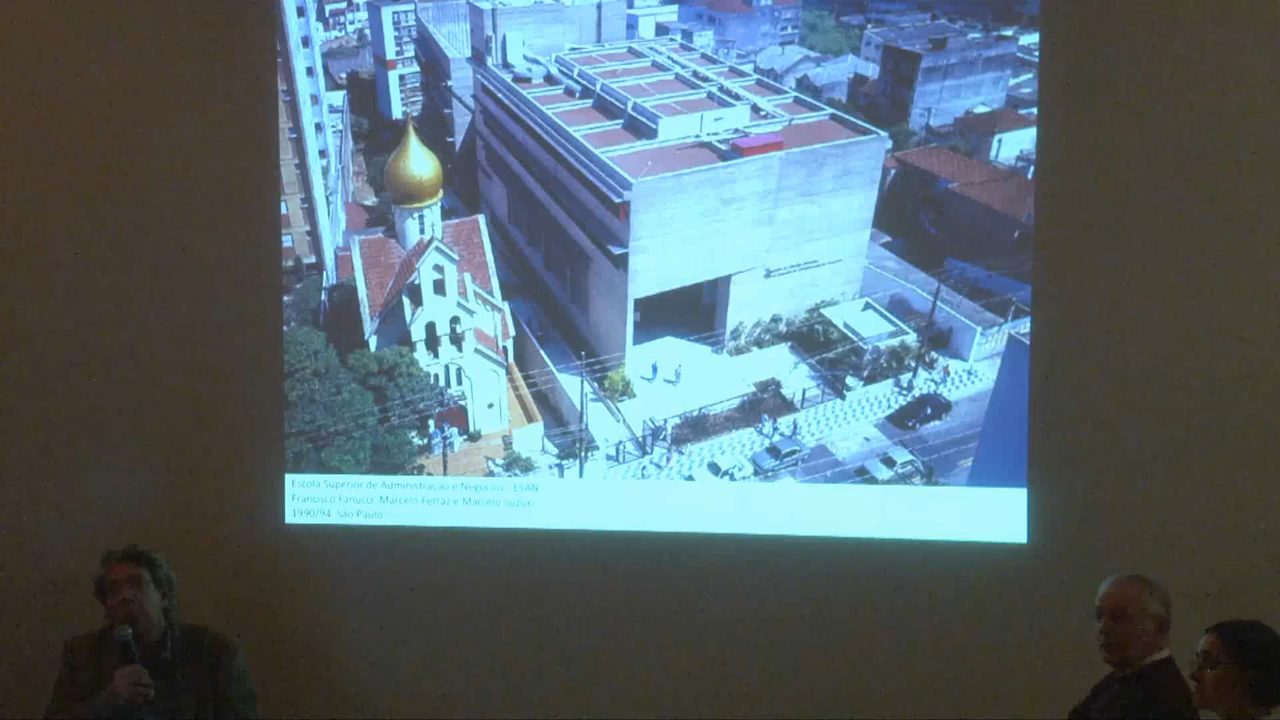 Escola Superior de Administração e Negócios - ESAN
Francisco Fanucci, Marcelo Ferraz e Marcelo Suzuki
1990/94 São Paulo